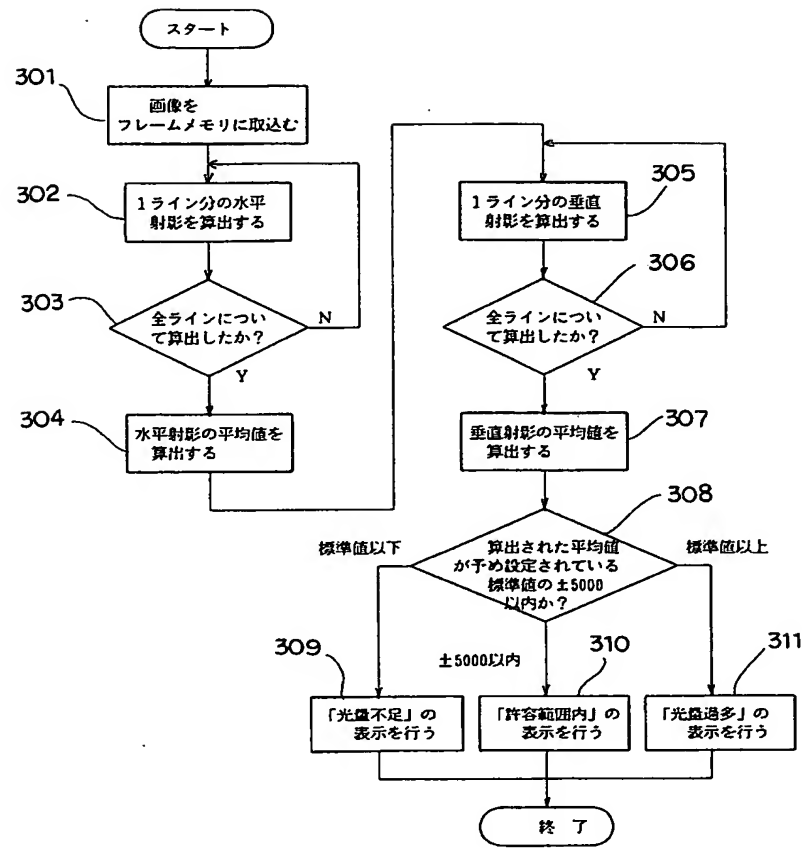 スタート
301
画像を
フレームメモリに取込む
302
1ライン分の水平
射影を算出する
303
全ラインについ
て算出したか?
N
Y
304
水平射影の平均値を
算出する
305
1ライン分の垂直
射影を算出する
306
全ラインについ
て算出したか?
N
Y
307
垂直射影の平均値を
算出する
308
算出された平均値
が予め設定されている
標準値の±5000
以内か?
標準値以下
標準値以上
±5000以内
309
「光量不足」の
表示を行う
310
「許容範囲内」の
表示を行う
311
「光量過多」の
表示を行う
終 了